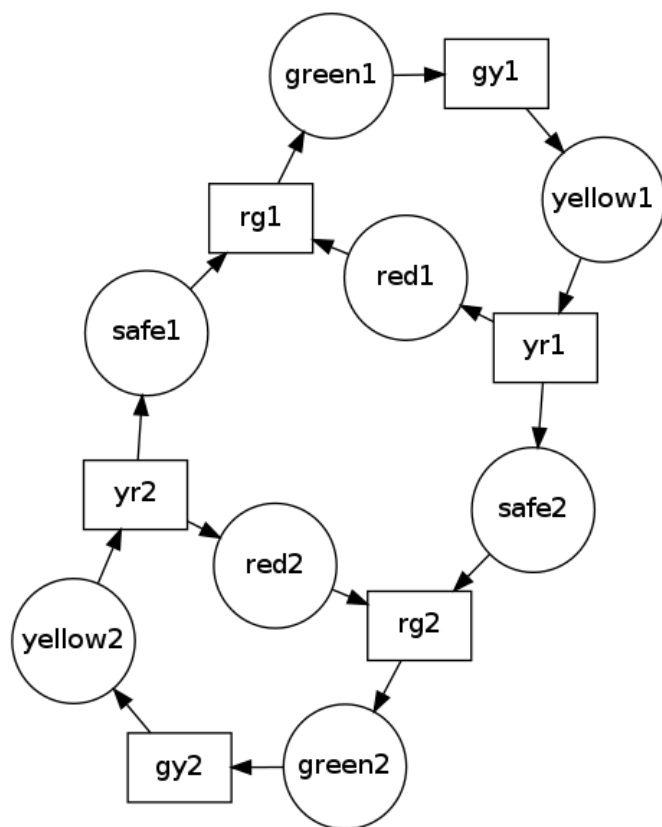 green1
gy1
yellow1
rg1
red1
safe1
yr1
yr2
safe2
red2
rg2
yellow2
gy2
green2